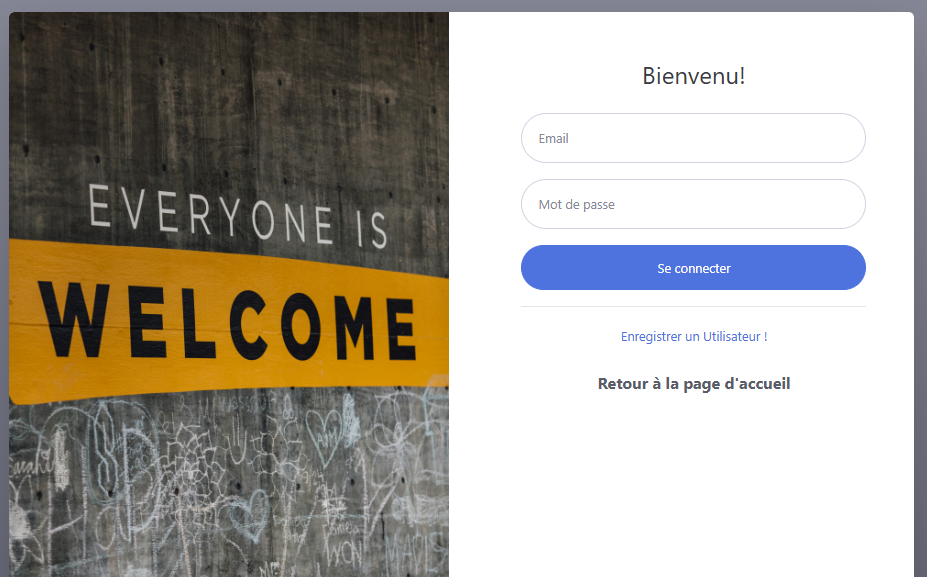 EVERYONE IS
WELCOME
Bienvenu!
Email
Mot de passe
Se connecter
Enregistrer un Utilisateur !
Retour à la page d'accueil